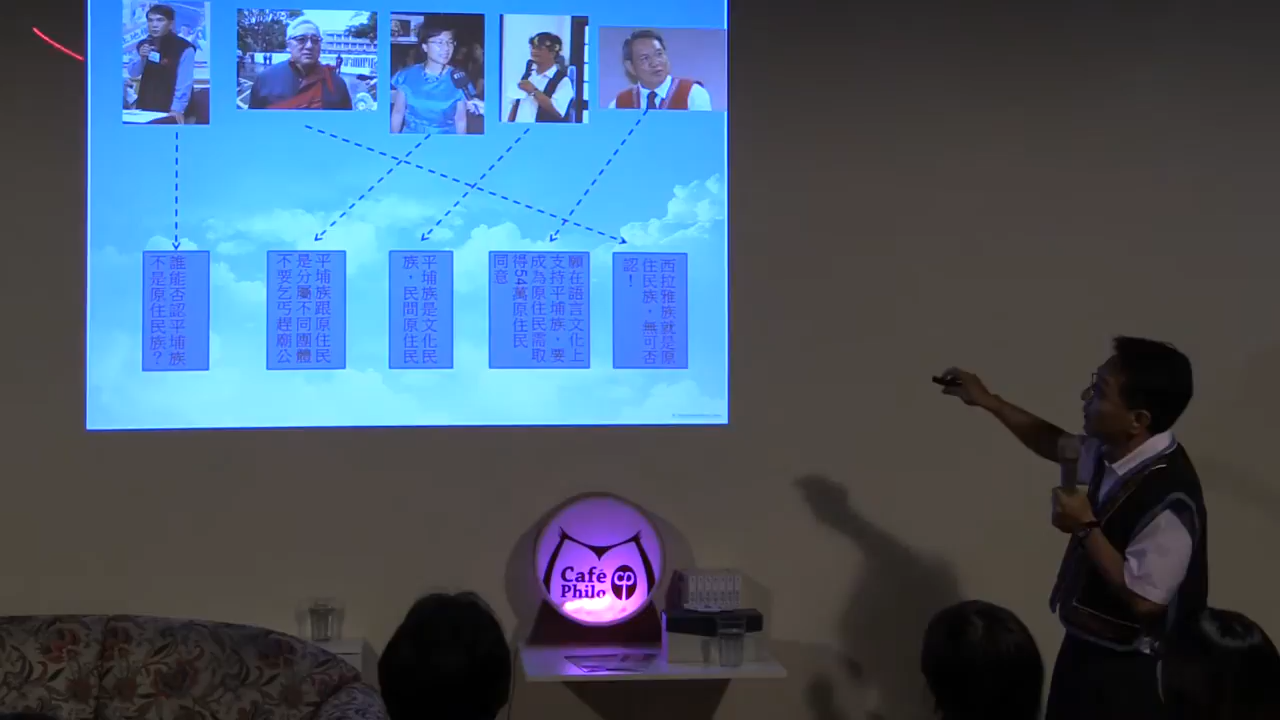 誰能否認平埔族
不是原住民族？
平埔族跟原住民
是分屬不同團體
不要乞丐趕廟公
平埔族是文化民
族，民間原住民
願在語言文化上
支持平埔族，要
成為原住民需取
得54萬原住民
同意
西拉雅族就是原
住民族，無可否
認！
Café
Philo
cp